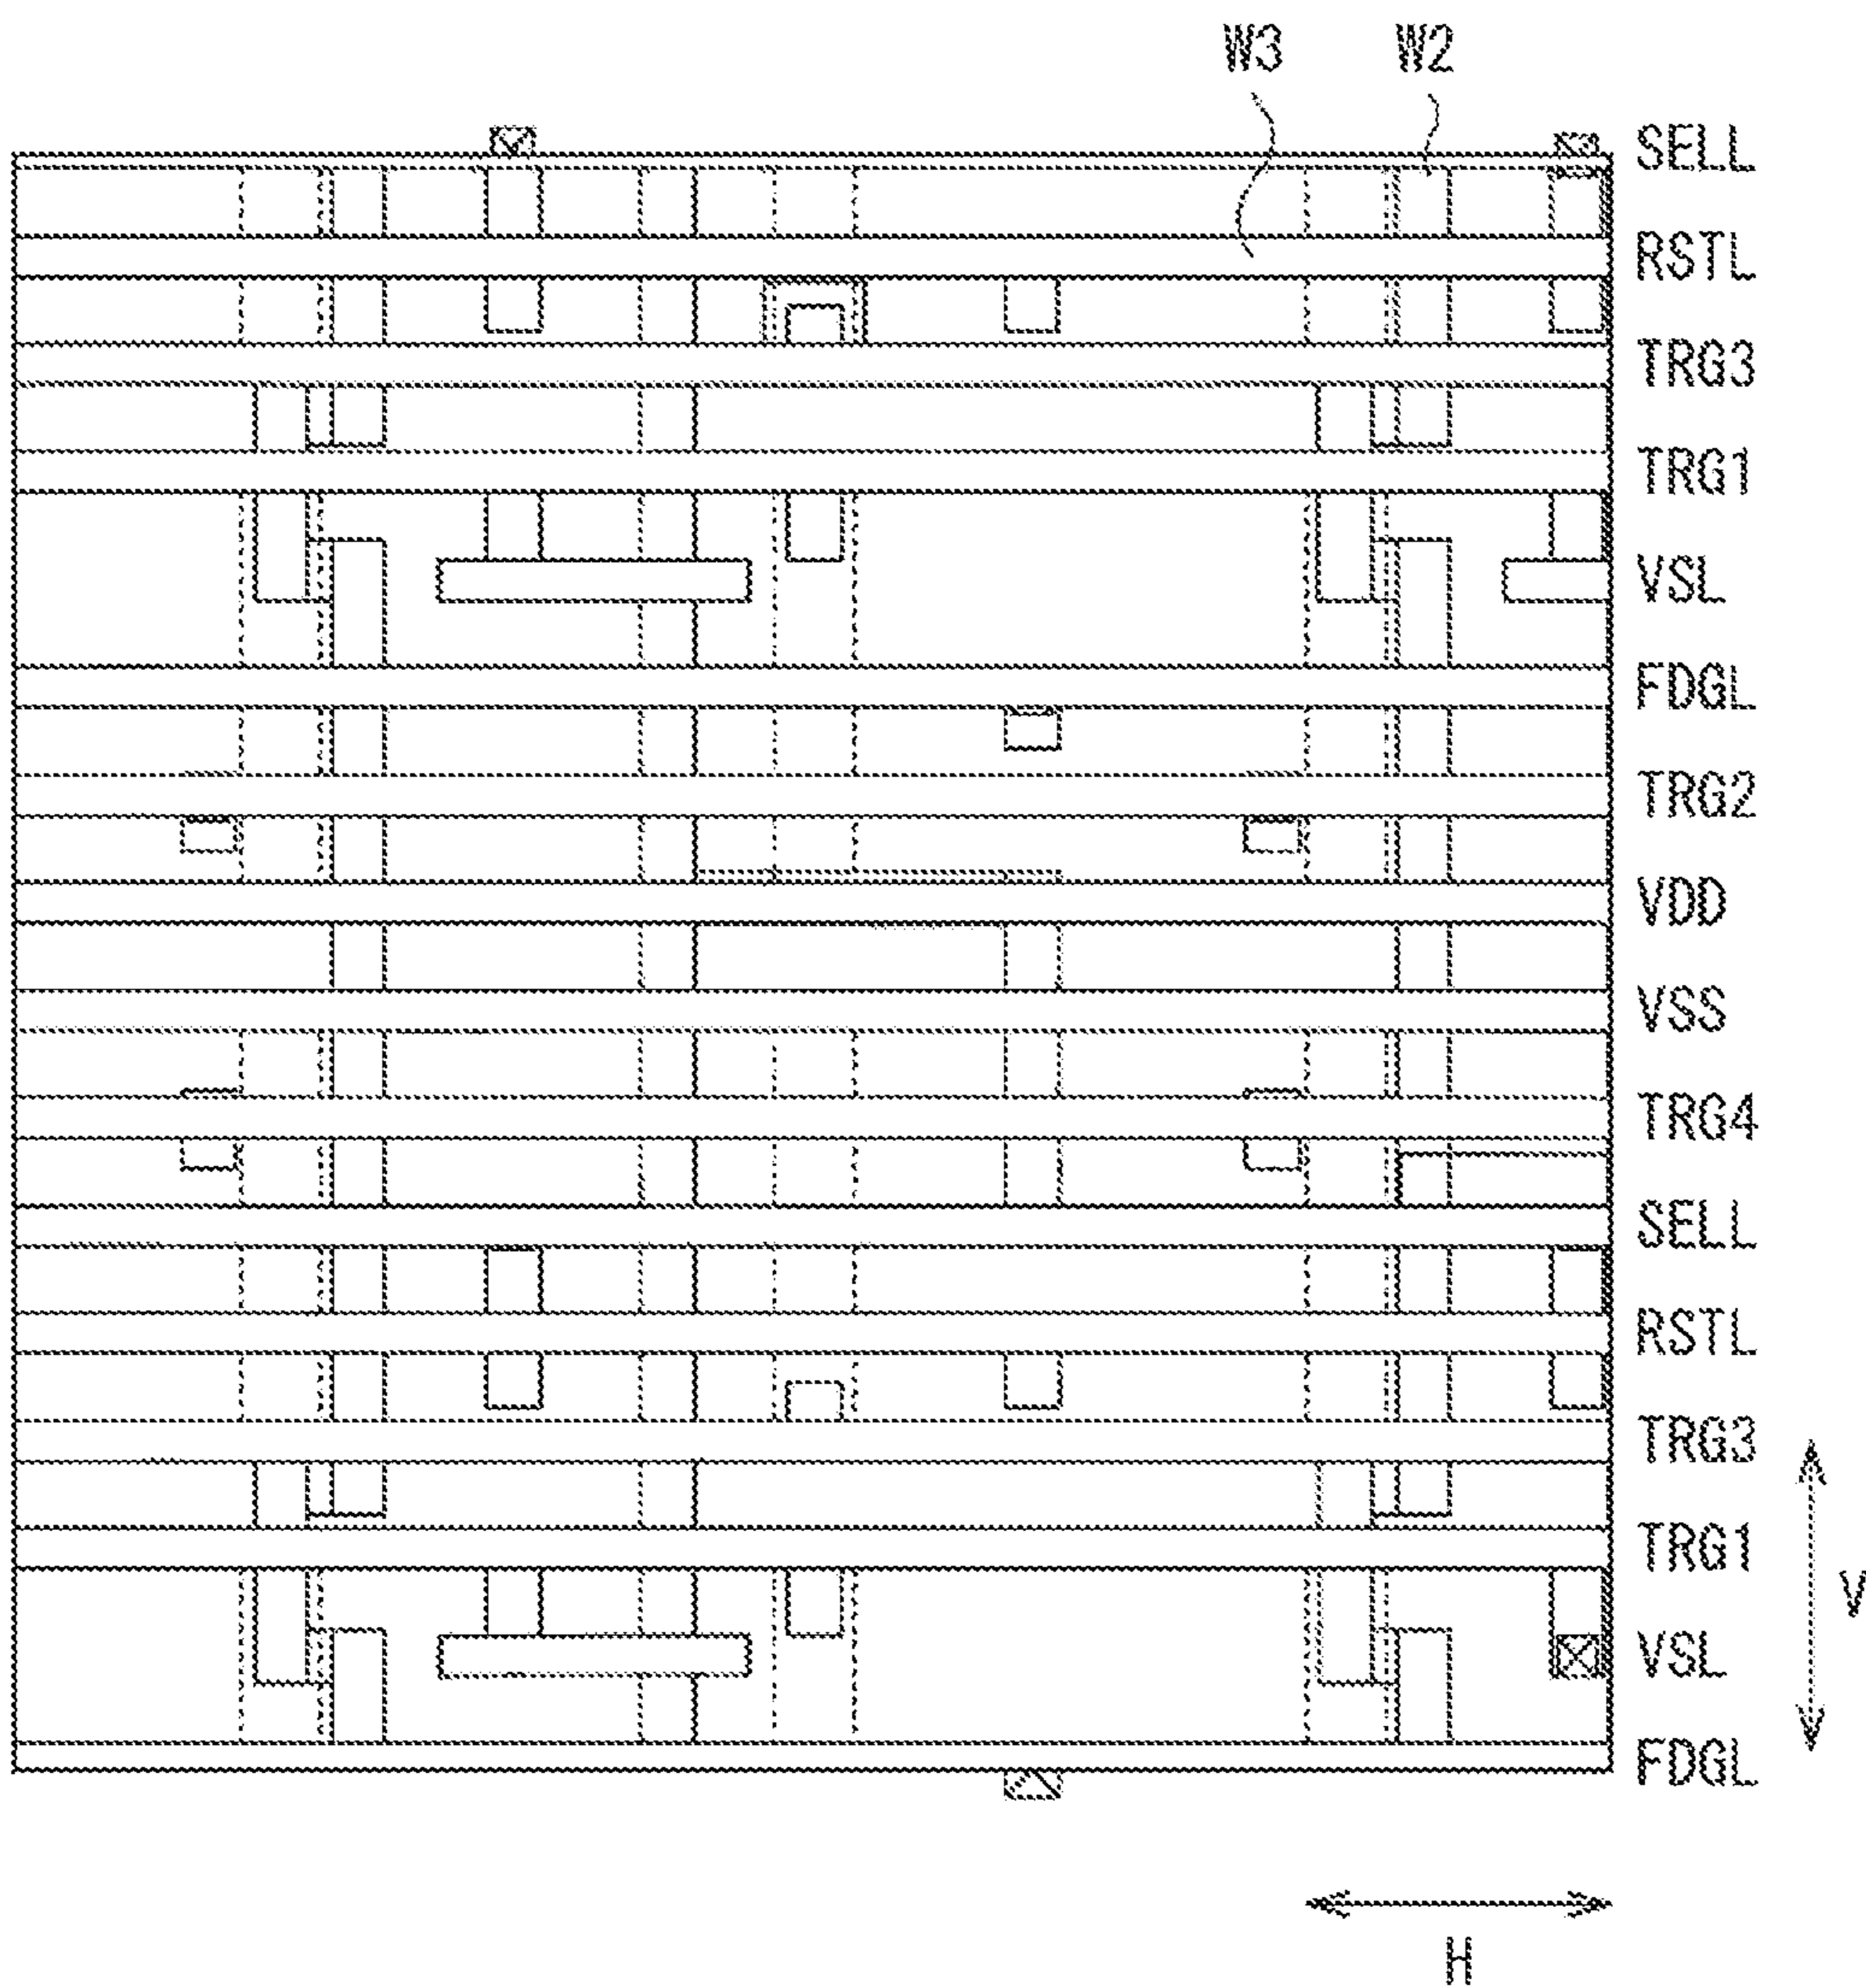 W3 W2
SELL
RSTL
TRG3
TRG1
VSL
FDGL
TRG2
VDD
VSS
TRG4
SELL
RSTL
TRG3
TRG1
V
VSL
FDGL
H